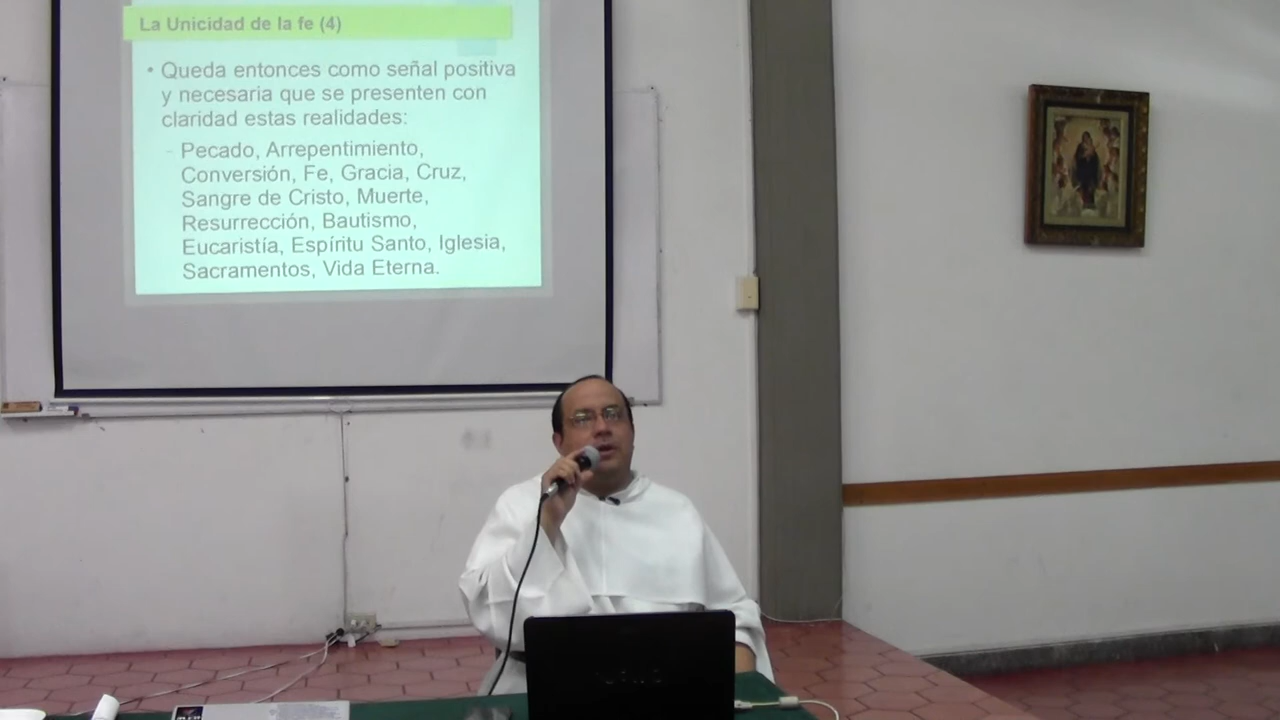 La Unicidad de la fe (4)
• Queda entonces como señal positiva
y necesaria que se presenten con
claridad estas realidades:
- Pecado, Arrepentimiento,
Conversión, Fe, Gracia, Cruz,
Sangre de Cristo, Muerte,
Resurrección, Bautismo,
Eucaristía, Espíritu Santo, Iglesia,
Sacramentos, Vida Eterna.